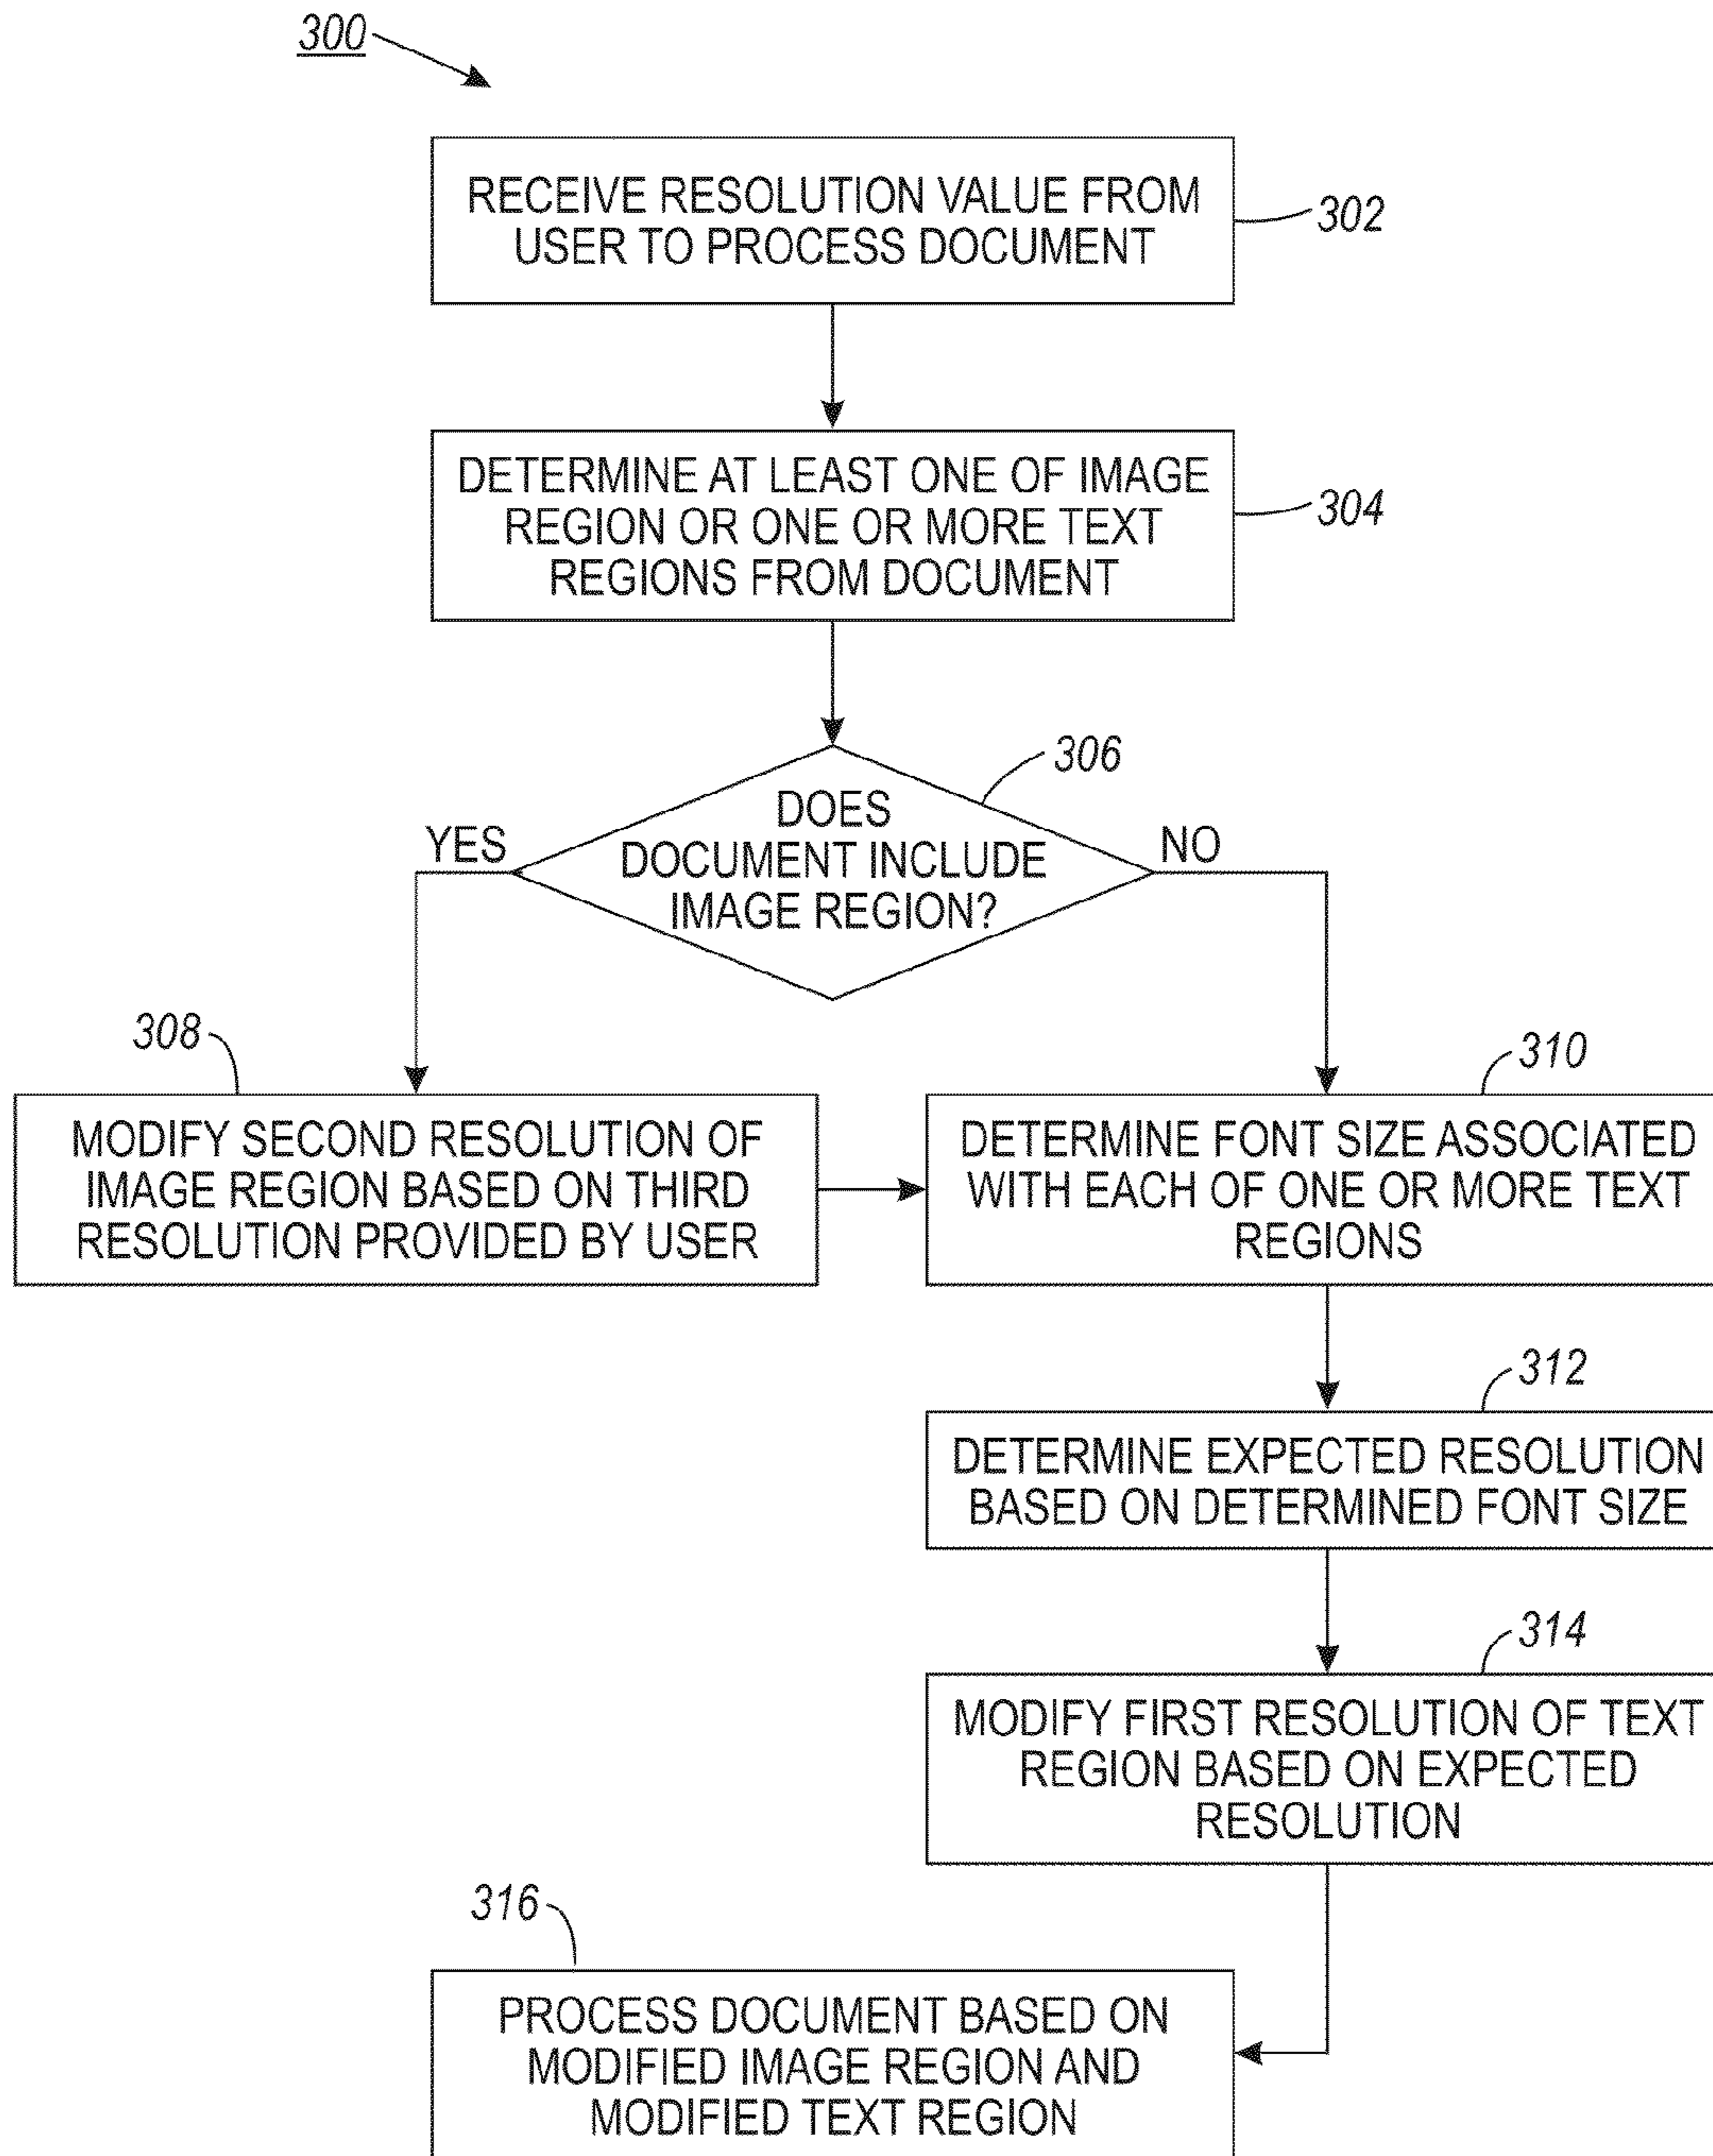 300
RECEIVE RESOLUTION VALUE FROM
USER TO PROCESS DOCUMENT
302
DETERMINE AT LEAST ONE OF IMAGE
REGION OR ONE OR MORE TEXT
REGIONS FROM DOCUMENT
304
306
DOES
DOCUMENT INCLUDE
IMAGE REGION?
YES
NO
308
MODIFY SECOND RESOLUTION OF
IMAGE REGION BASED ON THIRD
RESOLUTION PROVIDED BY USER
310
DETERMINE FONT SIZE ASSOCIATED
WITH EACH OF ONE OR MORE TEXT
REGIONS
312
DETERMINE EXPECTED RESOLUTION
BASED ON DETERMINED FONT SIZE
314
MODIFY FIRST RESOLUTION OF TEXT
REGION BASED ON EXPECTED
RESOLUTION
316
PROCESS DOCUMENT BASED ON
MODIFIED IMAGE REGION AND
MODIFIED TEXT REGION